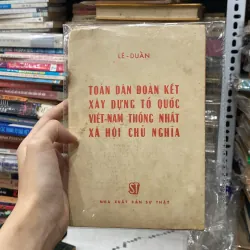 LÊ-DUẨN
TOÀN DÂN ĐOÀN KẾT
XÂY DỰNG TỔ QUỐC
VIỆT-NAM THỐNG NHẤT
XÃ HỘI CHỦ NGHĨA
ST
NHÀ XUẤT BẢN SỰ THẬT